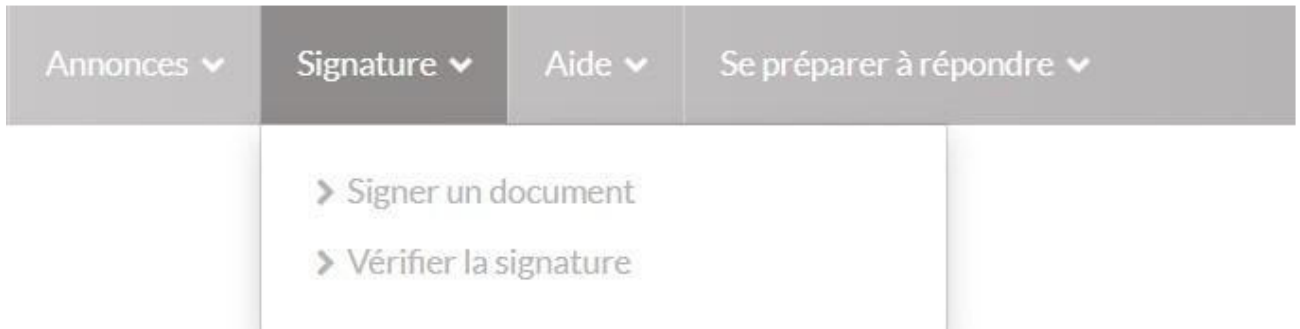 Annonces Signature Aide Se préparer à répondre
Signer un document
Vérifier la signature